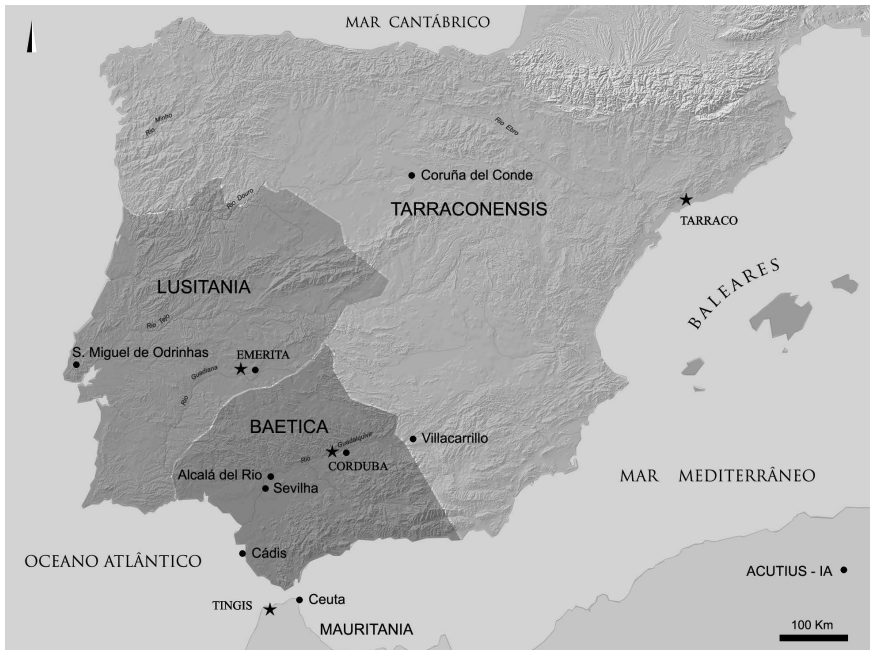 MAR CANTÁBRICO
Rio Minho
Rio Ebro
Coruña del Conde
Rio Douro
TARRACONENSIS
TARRACO
BALEARES
LUSITANIA
Rio Tejo
S. Miguel de Odrinhas
EMERITA
Rio Guadiana
BAETICA
Rio Guadalquivir
Villacarrillo
CORDUBA
Alcalá del Rio
Sevilha
MAR MEDITERRÂNEO
OCEANO ATLÂNTICO
Cádis
ACUTIUS - IA
Ceuta
TINGIS
MAURITANIA
100 Km